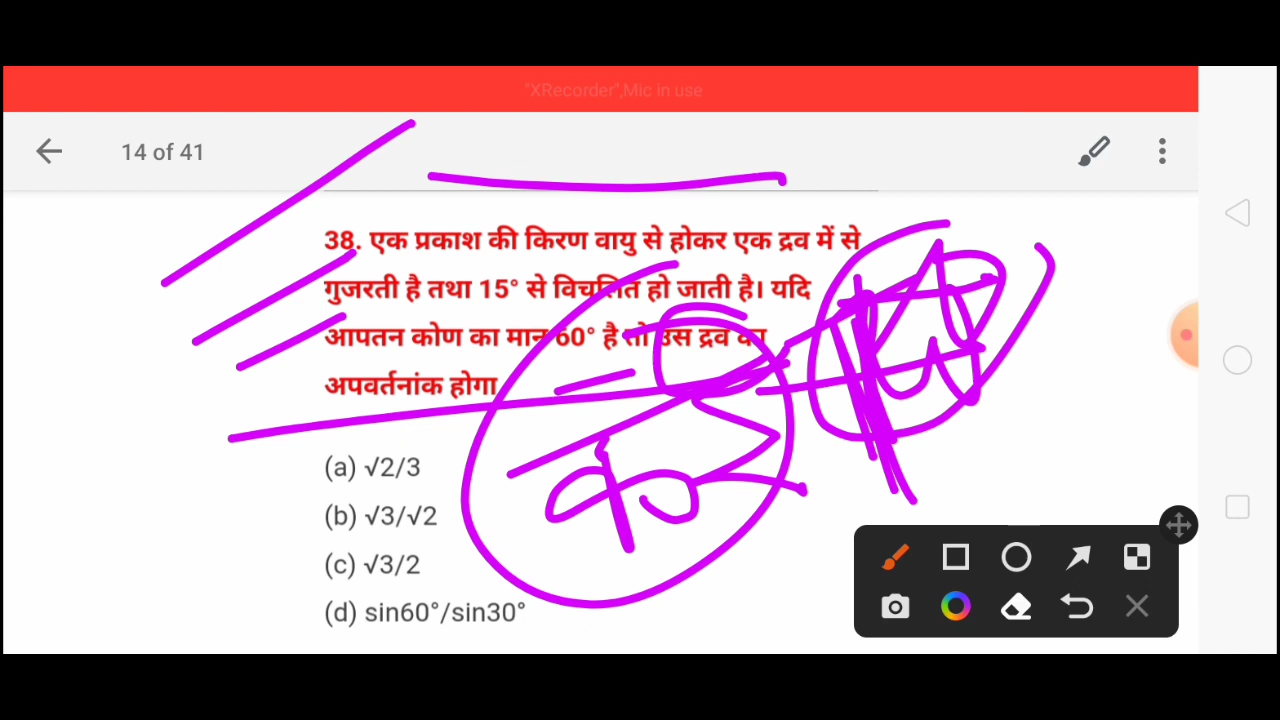 "XRecorder",Mic in use
14 of 41
38. एक प्रकाश की किरण वायु से होकर एक द्रव में से
गुजरती है तथा 15° से विचलित हो जाती है। यदि
आपतन कोण का मान 60° है तो उस द्रव का
अपवर्तनांक होगा
(a) √2/3
(b) √3/√2
(c) √3/2
(d) sin60°/sin30°